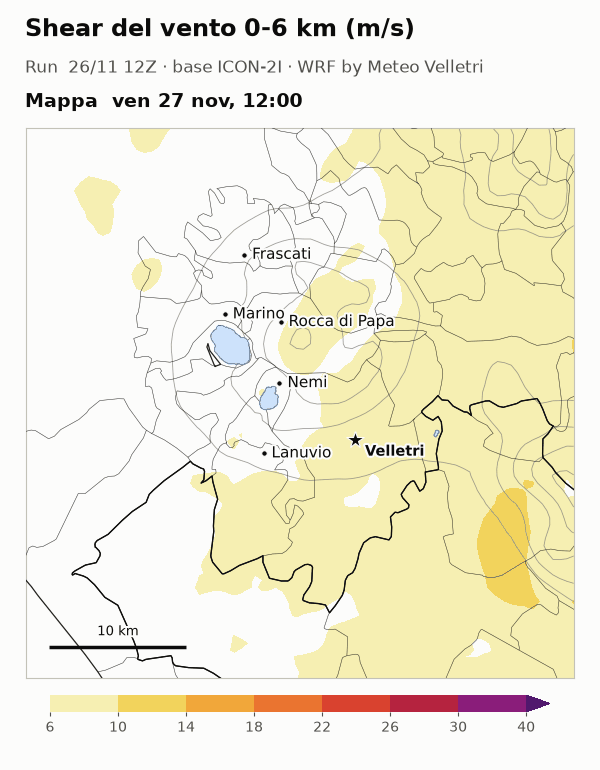 Shear del vento 0-6 km (m/s)
Run  26/11 12Z · base ICON-2I · WRF by Meteo Velletri
Mappa  ven 27 nov, 12:00
Frascati
Marino
Rocca di Papa
Nemi
Velletri
Lanuvio
10 km
6 10 14 18 22 26 30 40